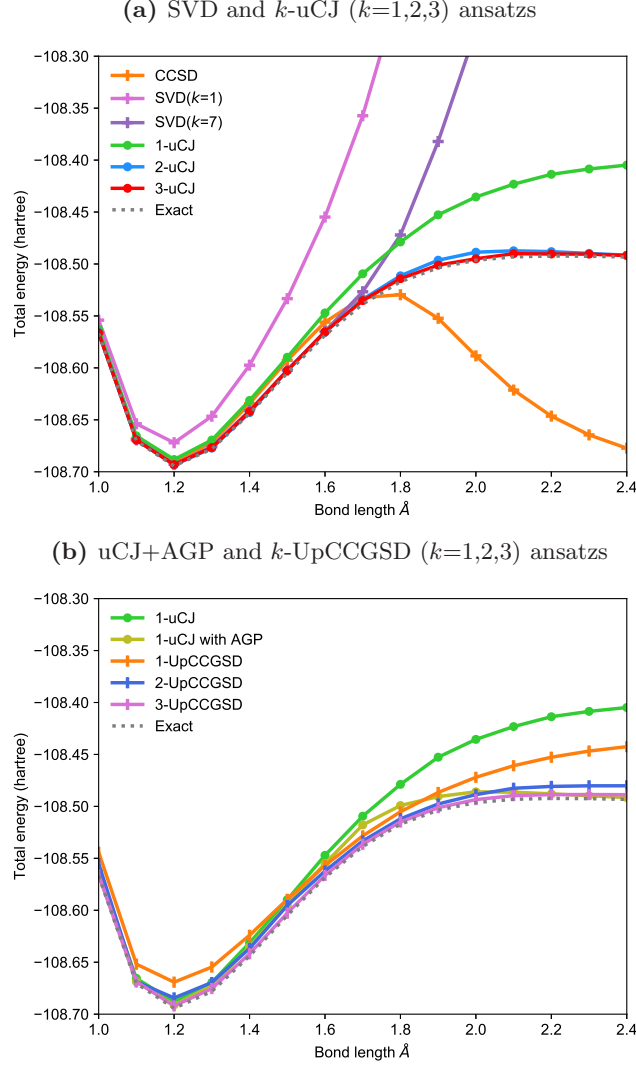 (a) SVD and k-uCJ (k=1,2,3) ansatzs
−108.30
−108.35
−108.40
−108.45
−108.50
−108.55
−108.60
−108.65
−108.70
Total energy (hartree)
CCSD
SVD(k=1)
SVD(k=7)
1-uCJ
2-uCJ
3-uCJ
Exact
1.0 1.2 1.4 1.6 1.8 2.0 2.2 2.4
Bond length Å
(b) uCJ+AGP and k-UpCCGSD (k=1,2,3) ansatzs
−108.30
−108.35
−108.40
−108.45
−108.50
−108.55
−108.60
−108.65
−108.70
Total energy (hartree)
1-uCJ
1-uCJ with AGP
1-UpCCGSD
2-UpCCGSD
3-UpCCGSD
Exact
1.0 1.2 1.4 1.6 1.8 2.0 2.2 2.4
Bond length Å